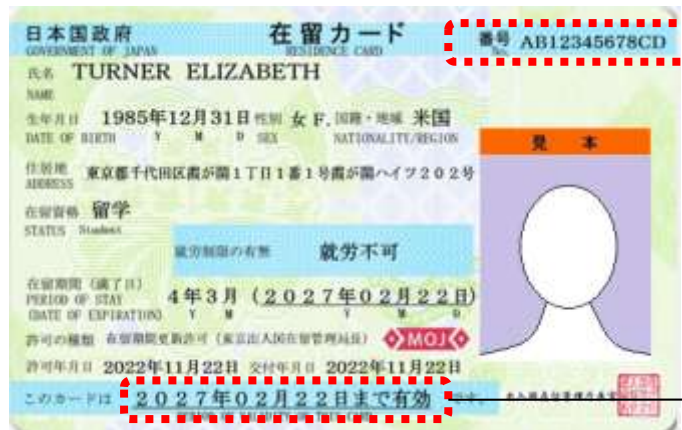 日本国政府 在留カード 番号 AB12345678CD
GOVERNMENT OF JAPAN RESIDENCE CARD No.
氏名 TURNER ELIZABETH
NAME
生年月日 1985年12月31日 性別 女 F. 国籍・地域 米国
DATE OF BIRTH Y M D SEX NATIONALITY/REGION
見本
住居地 東京都千代田区霞が関1丁目1番1号霞が関ハイツ202号
ADDRESS
在留資格 留学
STATUS Student
就労制限の有無 就労不可
在留期間(満了日) 4年3月(2027年02月22日)
PERIOD OF STAY
(DATE OF EXPIRATION) Y M Y M D
許可の種類 在留期間更新許可(東京出入国在留管理局長) MOJ
許可年月日 2022年11月22日 交付年月日 2022年11月22日
このカードは 2027年02月22日まで有効 です。
PERIOD OF VALIDITY OF THIS CARD